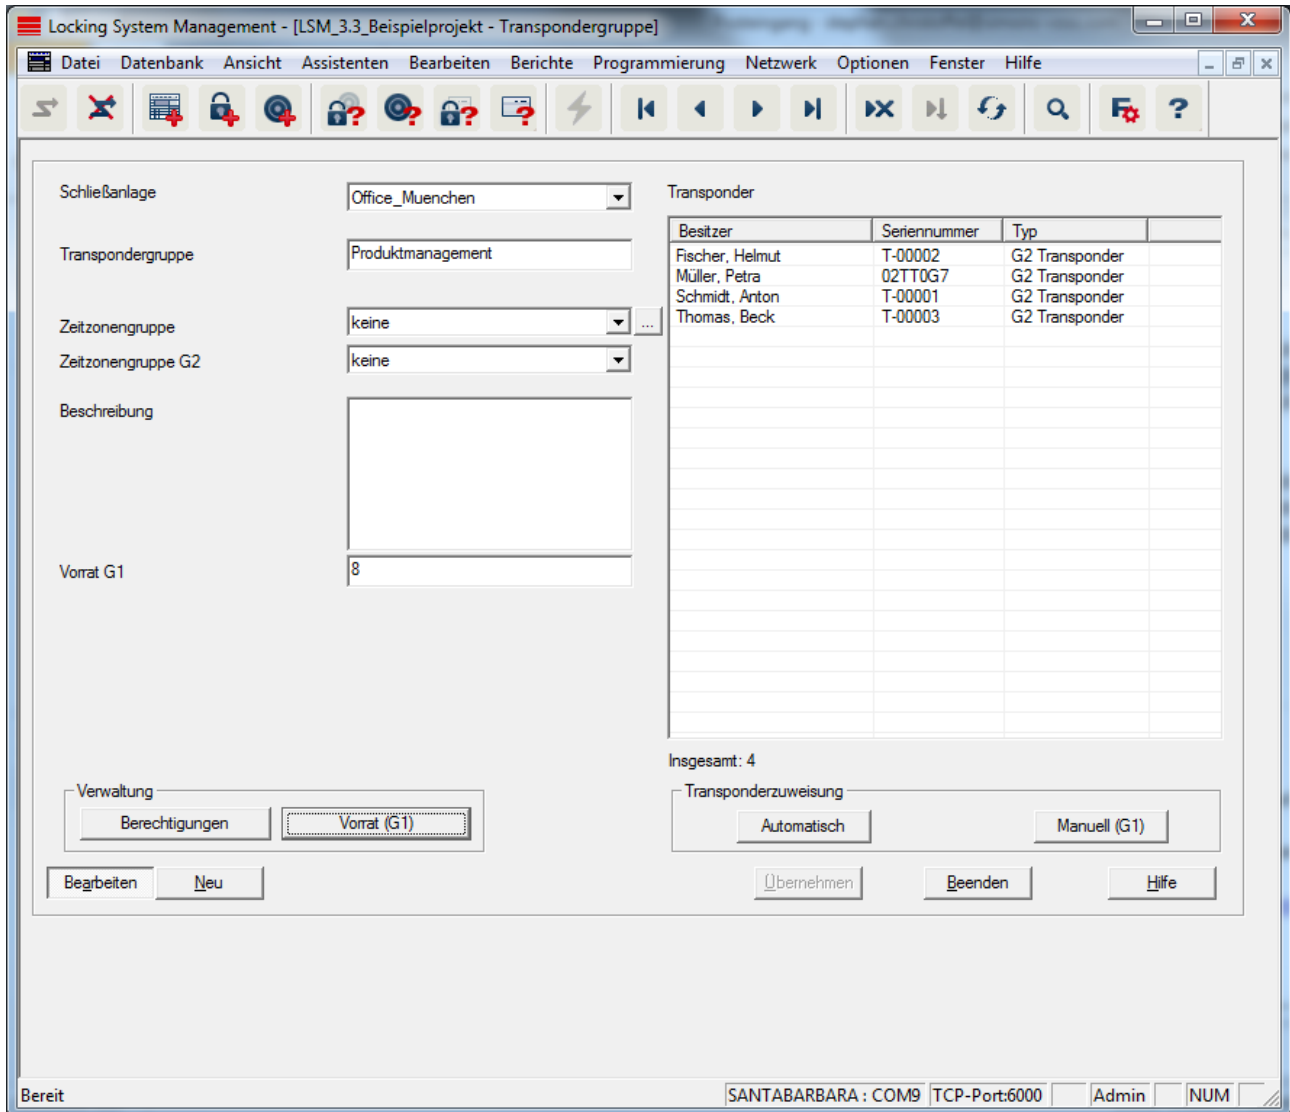 Locking System Management - [LSM_3.3_Beispielprojekt - Transpondergruppe]
Datei Datenbank Ansicht Assistenten Bearbeiten Berichte Programmierung Netzwerk Optionen Fenster Hilfe
Schließanlage
Office_Muenchen
Transpondergruppe
Produktmanagement
Zeitzonengruppe
keine
...
Zeitzonengruppe G2
keine
Beschreibung
Vorrat G1
8
Transponder
Besitzer Seriennummer Typ
Fischer, Helmut T-00002 G2 Transponder
Müller, Petra 02TT0G7 G2 Transponder
Schmidt, Anton T-00001 G2 Transponder
Thomas, Beck T-00003 G2 Transponder
Insgesamt: 4
Verwaltung
Berechtigungen Vorrat (G1)
Transponderzuweisung
Automatisch Manuell (G1)
Bearbeiten Neu Übernehmen Beenden Hilfe
Bereit SANTABARBARA : COM9 TCP-Port:6000 Admin NUM